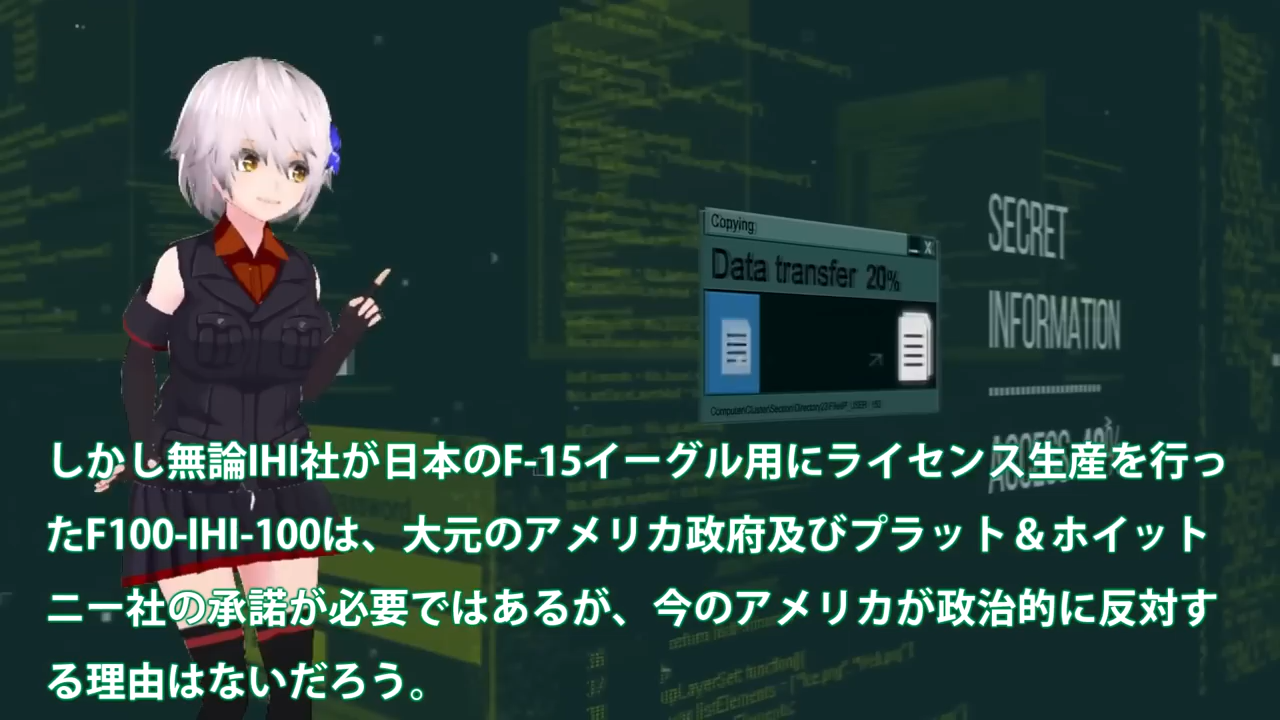 Copying:
Data transfer 20%
SECRET
INFORMATION
しかし無論IHI社が日本のF-15イーグル用にライセンス生産を行っ
たF100-IHI-100は、大元のアメリカ政府及びプラット＆ホイット
ニー社の承諾が必要ではあるが、今のアメリカが政治的に反対す
る理由はないだろう。